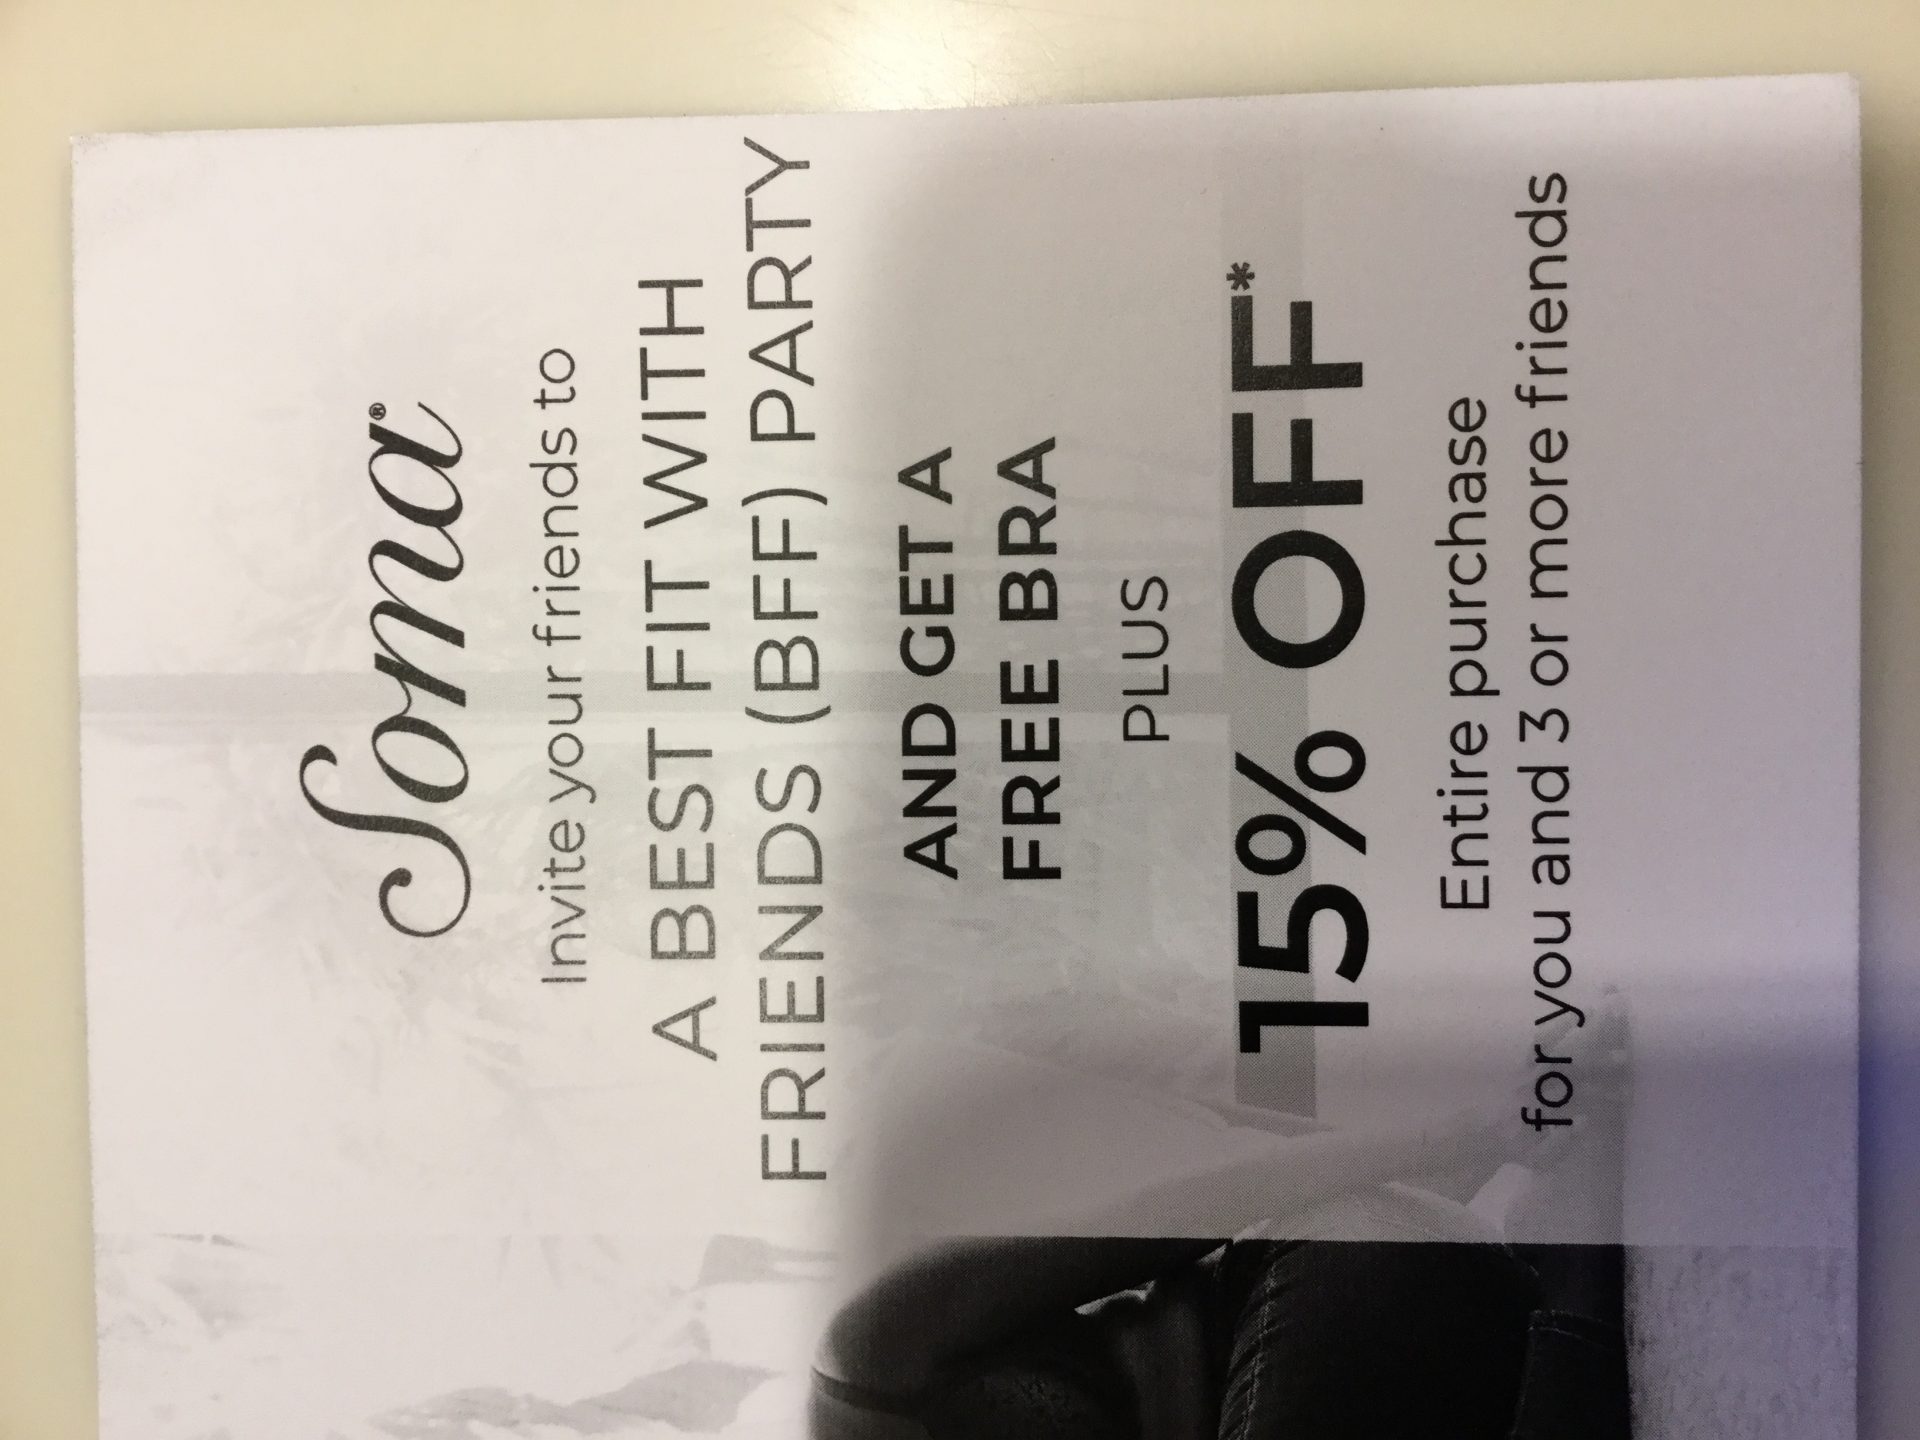 Soma®
Invite your friends to
A BEST FIT WITH
FRIENDS (BFF) PARTY
AND GET A
FREE BRA
PLUS
15% OFF*
Entire purchase
for you and 3 or more friends